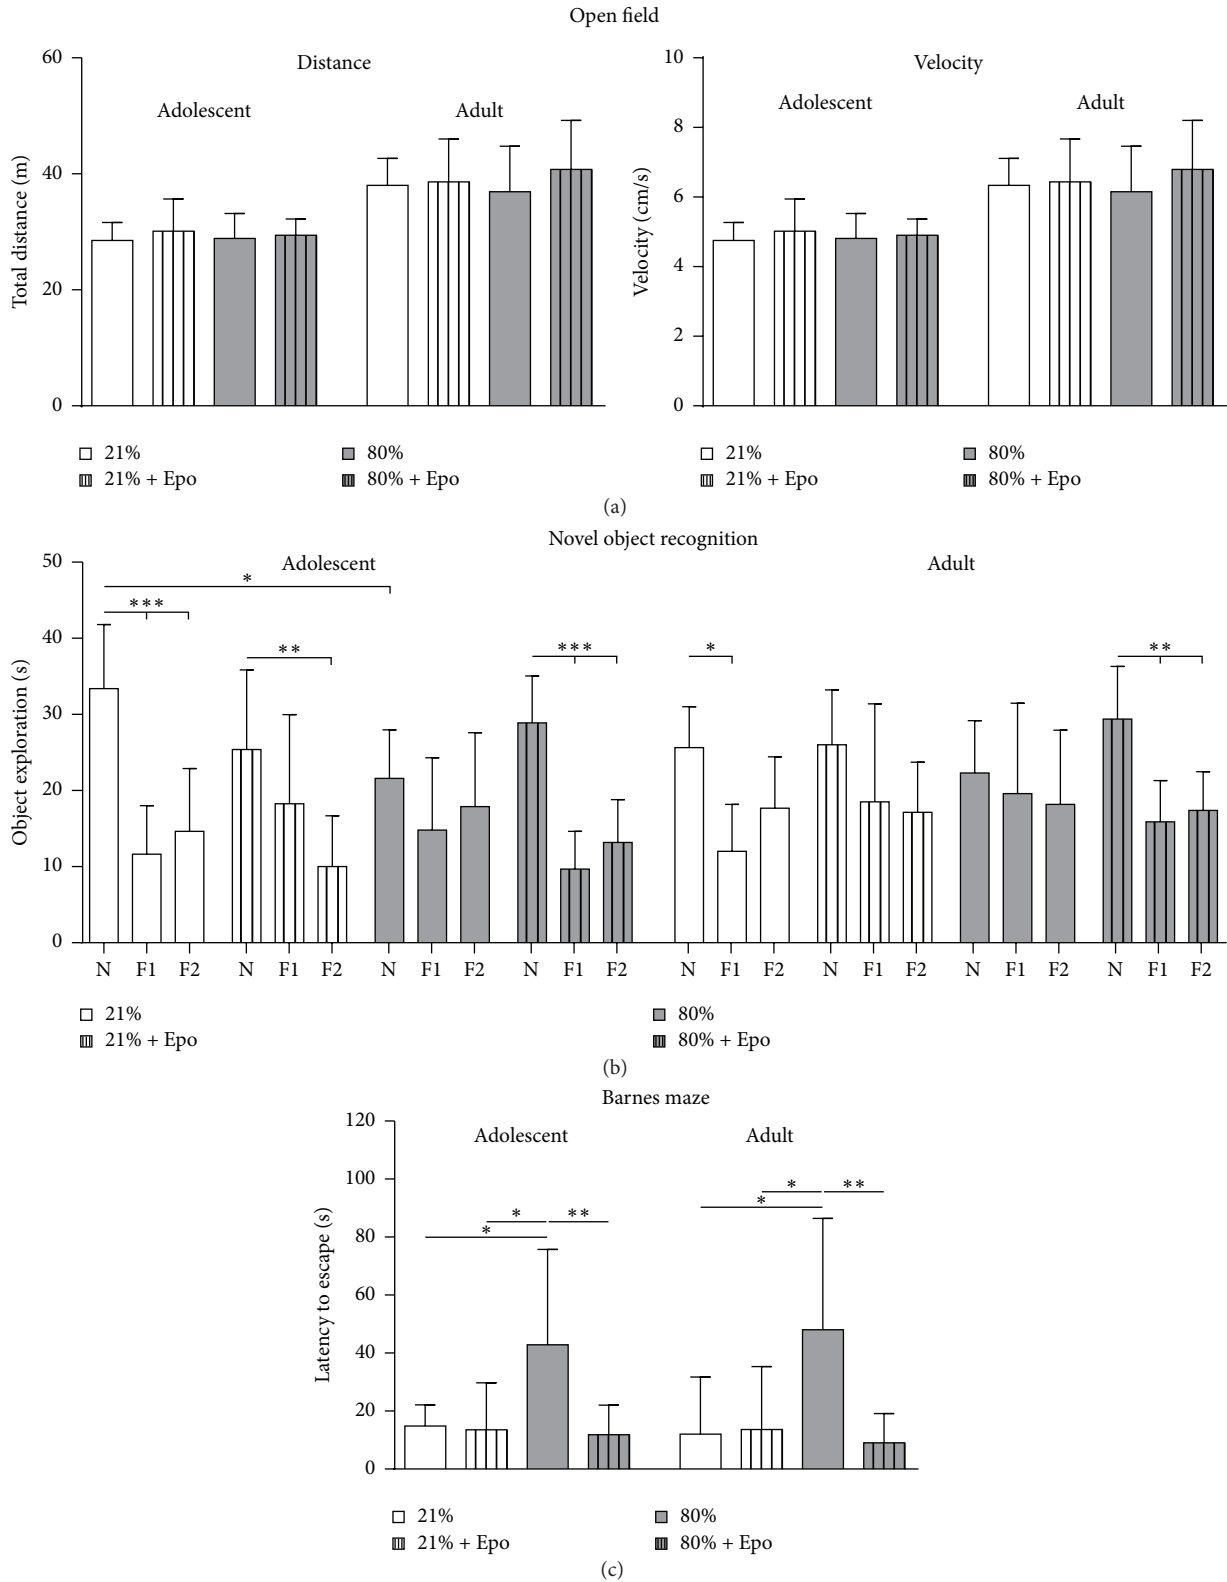 Open field
Distance
Adolescent Adult
Total distance (m)
60
40
20
0
21% 80%
21% + Epo 80% + Epo
Velocity
Adolescent Adult
Velocity (cm/s)
10
8
6
4
2
0
21% 80%
21% + Epo 80% + Epo
(a)
Novel object recognition
Adolescent Adult
Object exploration (s)
50
40
30
20
10
0
* *** ** *** * **
N F1 F2 N F1 F2 N F1 F2 N F1 F2 N F1 F2 N F1 F2 N F1 F2 N F1 F2
21% 80%
21% + Epo 80% + Epo
(b)
Barnes maze
Adolescent Adult
Latency to escape (s)
120
100
80
60
40
20
0
* * ** * * **
21% 80%
21% + Epo 80% + Epo
(c)